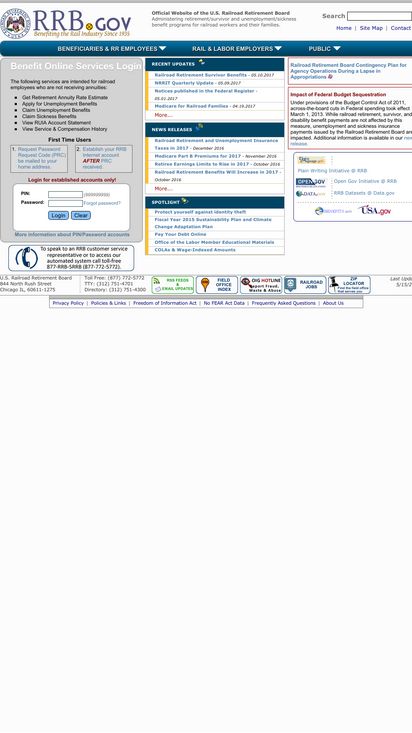 RRB.GOV
Benefiting the Rail Industry Since 1935
Official Website of the U.S. Railroad Retirement Board
Administering retirement/survivor and unemployment/sickness
benefit programs for railroad workers and their families.
Search
Home | Site Map | Contact
BENEFICIARIES & RR EMPLOYEES
RAIL & LABOR EMPLOYERS
PUBLIC
Benefit Online Services Login
The following services are intended for railroad
employees who are not receiving annuities:
Get Retirement Annuity Rate Estimate
Apply for Unemployment Benefits
Claim Unemployment Benefits
Claim Sickness Benefits
View RUIA Account Statement
View Service & Compensation History
First Time Users
1. Request Password
Request Code (PRC)
be mailed to your
home address.
2. Establish your RRB
Internet account
AFTER PRC
received.
Login for established accounts only!
PIN:
(999999999)
Password:
Forgot password?
Login
Clear
More information about PIN/Password accounts
To speak to an RRB customer service
representative or to access our
automated system call toll-free
877-RRB-5RRB (877-772-5772).
RECENT UPDATES
Railroad Retirement Survivor Benefits - 05.10.2017
NRRIT Quarterly Update - 05.09.2017
Notices published in the Federal Register -
05.01.2017
Medicare for Railroad Families - 04.19.2017
More...
NEWS RELEASES
Railroad Retirement and Unemployment Insurance
Taxes in 2017 - December 2016
Medicare Part B Premiums for 2017 - November 2016
Retiree Earnings Limits to Rise in 2017 - October 2016
Railroad Retirement Benefits Will Increase in 2017 -
October 2016
More...
SPOTLIGHT
Protect yourself against identity theft
Fiscal Year 2015 Sustainability Plan and Climate
Change Adaptation Plan
Pay Your Debt Online
Office of the Labor Member Educational Materials
COLAs & Wage-Indexed Amounts
Railroad Retirement Board Contingency Plan for
Agency Operations During a Lapse in
Appropriations
Impact of Federal Budget Sequestration
Under provisions of the Budget Control Act of 2011,
across-the-board cuts in Federal spending took effect
March 1, 2013. While railroad retirement, survivor, and
disability benefit payments are not affected by this
measure, unemployment and sickness insurance
payments issued by the Railroad Retirement Board are
impacted. Additional information is available in our
release.
Plain Writing Initiative @ RRB
OPEN GOV
Open Gov Initiative @ RRB
DATA.gov
RRB Datasets @ Data.gov
BENEFITS.gov
USA.gov
U.S. Railroad Retirement Board
844 North Rush Street
Chicago IL, 60611-1275
Toll Free: (877) 772-5772
TTY: (312) 751-4701
Directory: (312) 751-4300
RSS FEEDS
&
EMAIL UPDATES
FIELD
OFFICE
INDEX
OIG HOTLINE
Report Fraud,
Waste & Abuse
RAILROAD
JOBS
ZIP
LOCATOR
Find the field office
that serves you
Privacy Policy | Policies & Links | Freedom of Information Act | No FEAR Act Data | Frequently Asked Questions | About Us